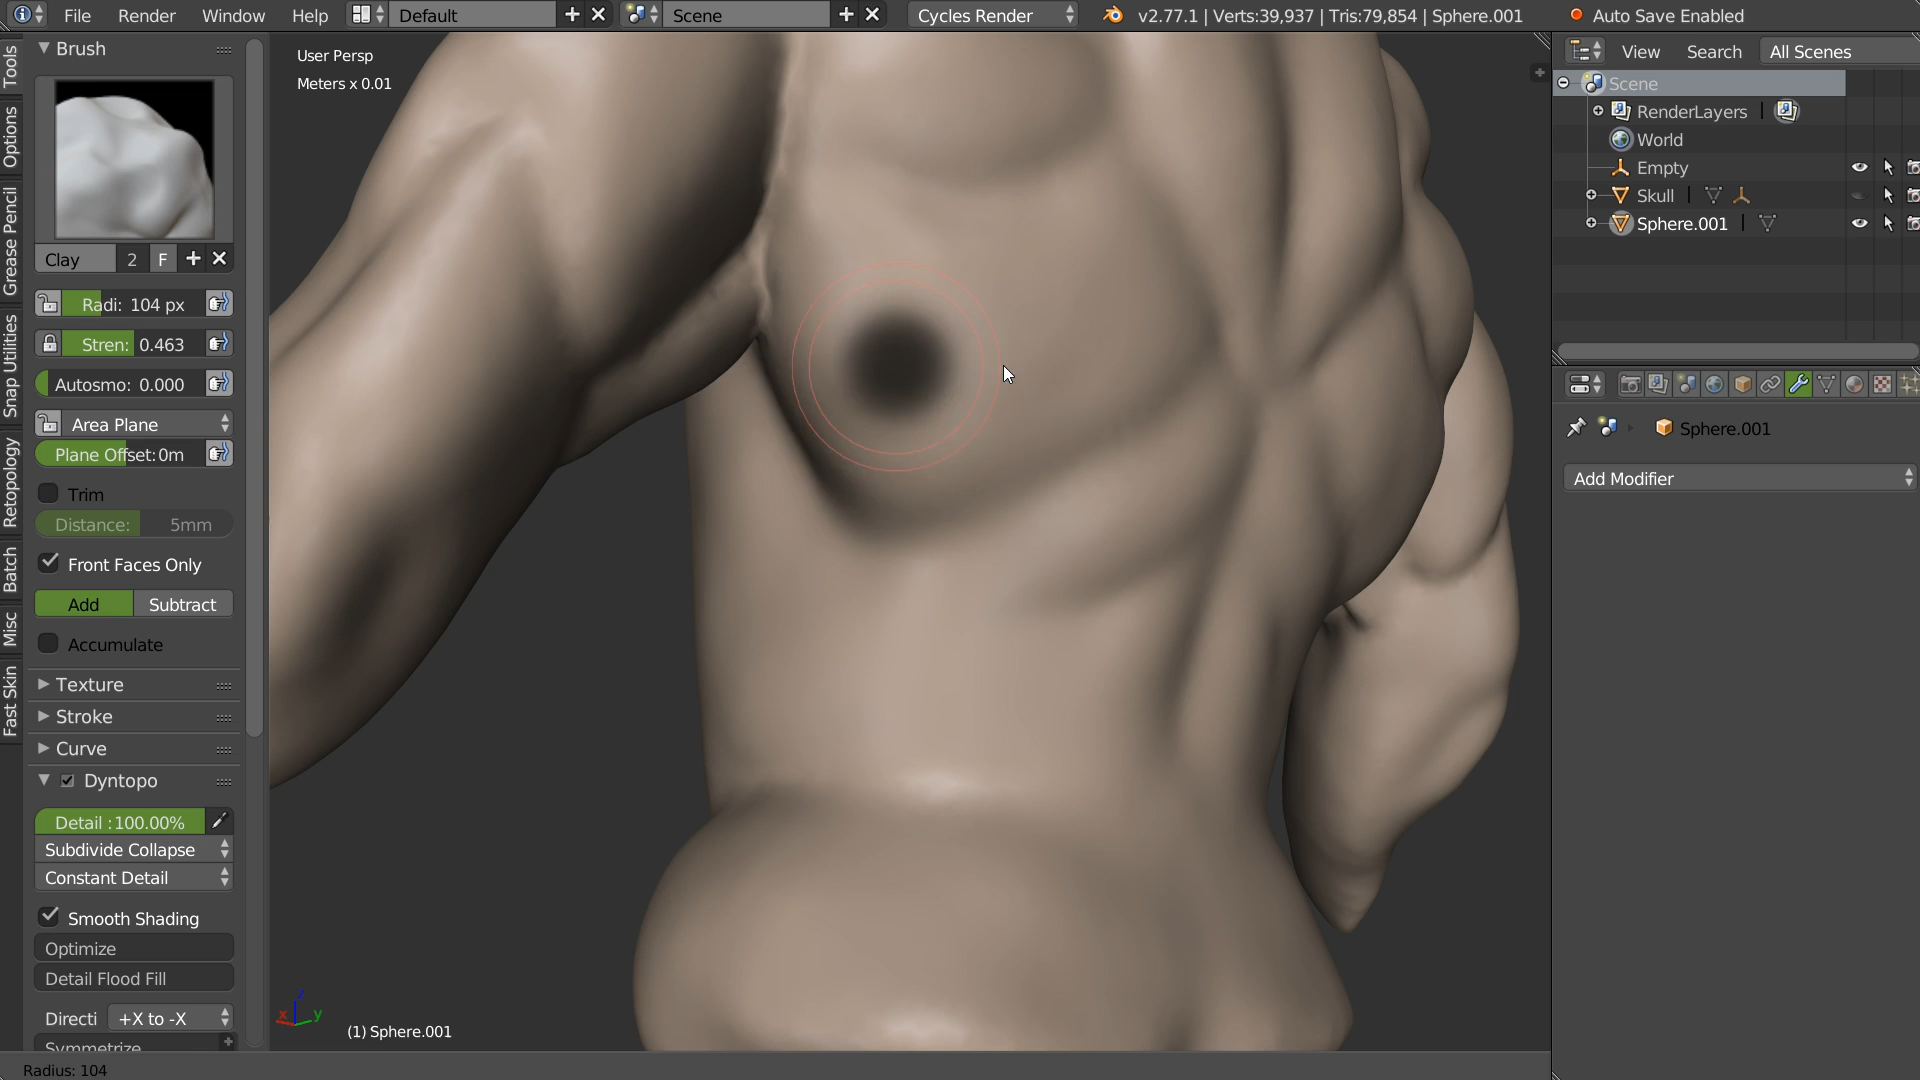 File Render Window Help Default Scene Cycles Render v2.77.1 | Verts:39,937 | Tris:79,854 | Sphere.001 Auto Save Enabled
Tools
Options
Grease Pencil
Snap Utilities
Retopology
Batch
Misc
Fast Skin
Brush
Clay 2 F
Radi: 104 px
Stren: 0.463
Autosmo: 0.000
Area Plane
Plane Offset: 0m
Trim
Distance: 5mm
Front Faces Only
Add Subtract
Accumulate
Texture
Stroke
Curve
Dyntopo
Detail : 100.00%
Subdivide Collapse
Constant Detail
Smooth Shading
Optimize
Detail Flood Fill
Directi +X to -X
Symmetrize
Radius: 104
User Persp
Meters x 0.01
z
x y
(1) Sphere.001
View Search All Scenes
Scene
RenderLayers
World
Empty
Skull
Sphere.001
Sphere.001
Add Modifier